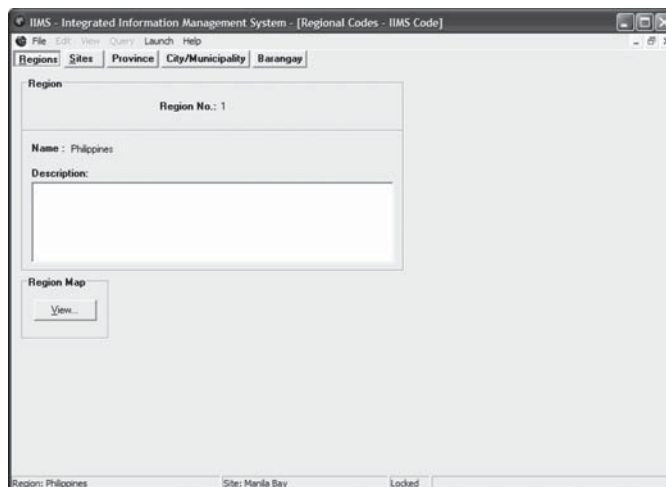 IIMS - Integrated Information Management System - [Regional Codes - IIMS Code]
File Edit View Query Launch Help
Regions Sites Province City/Municipality Barangay
Region
Region No.: 1
Name : Philippines
Description:
Region Map
View...
Region: Philippines Site: Manila Bay Locked